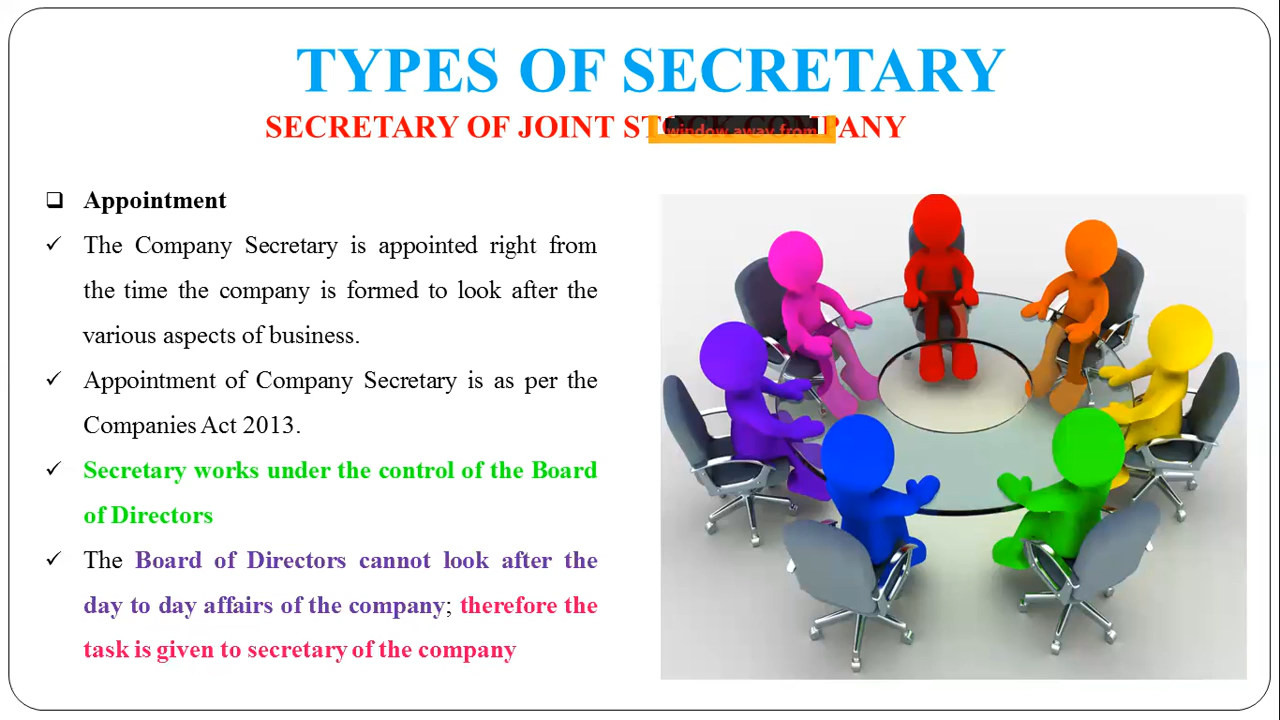 TYPES OF SECRETARY
SECRETARY OF JOINT STOCK COMPANY
window away from
Appointment
The Company Secretary is appointed right from
the time the company is formed to look after the
various aspects of business.
Appointment of Company Secretary is as per the
Companies Act 2013.
Secretary works under the control of the Board
of Directors
The Board of Directors cannot look after the
day to day affairs of the company; therefore the
task is given to secretary of the company